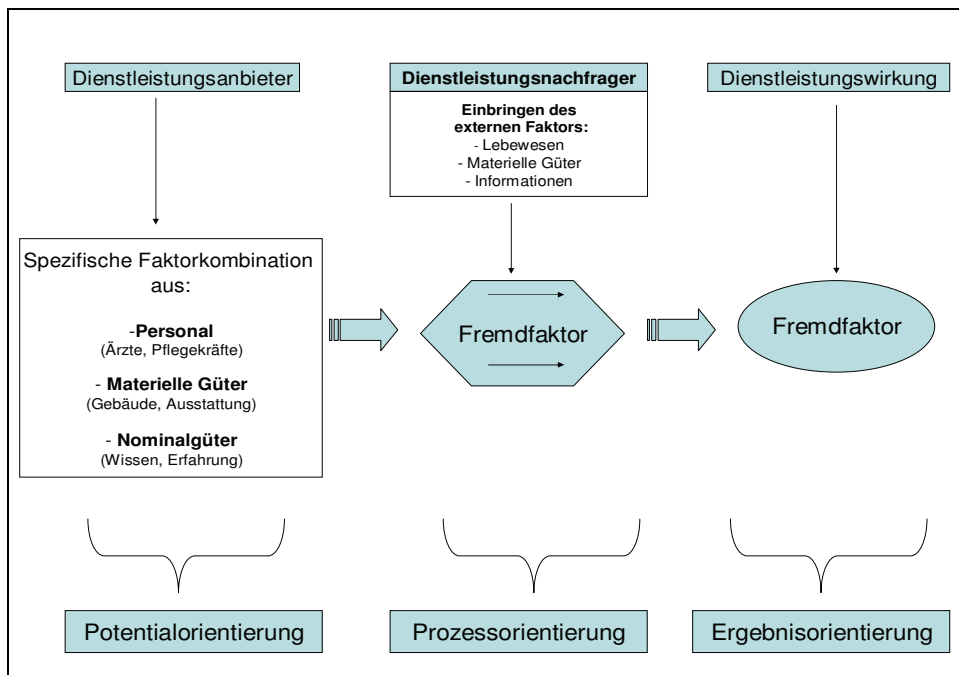 Dienstleistungsanbieter
Dienstleistungsnachfrager
Dienstleistungswirkung
Einbringen des
externen Faktors:
- Lebewesen
- Materielle Güter
- Informationen
Spezifische Faktorkombination
aus:
-Personal
(Ärzte, Pflegekräfte)
- Materielle Güter
(Gebäude, Ausstattung)
- Nominalgüter
(Wissen, Erfahrung)
Fremdfaktor
Fremdfaktor
Potentialorientierung
Prozessorientierung
Ergebnisorientierung